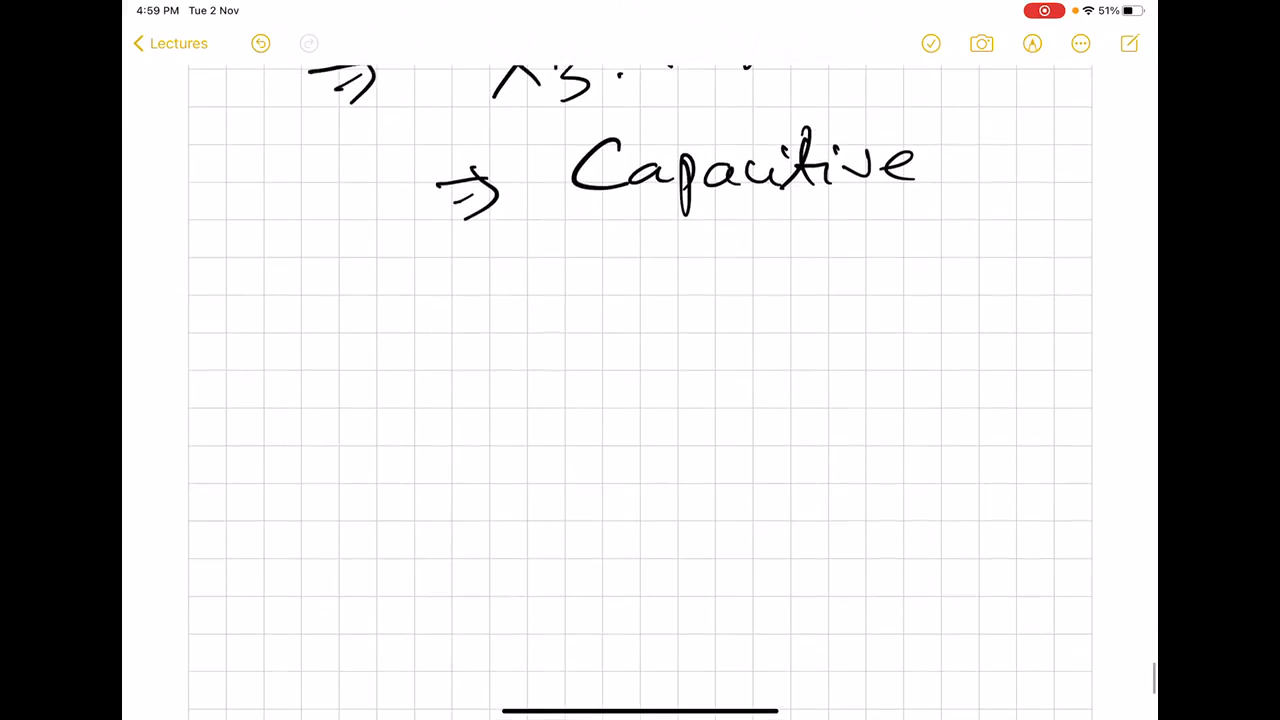 4:59 PM Tue 2 Nov 51%
Lectures
⇒
⇒ Capacitive